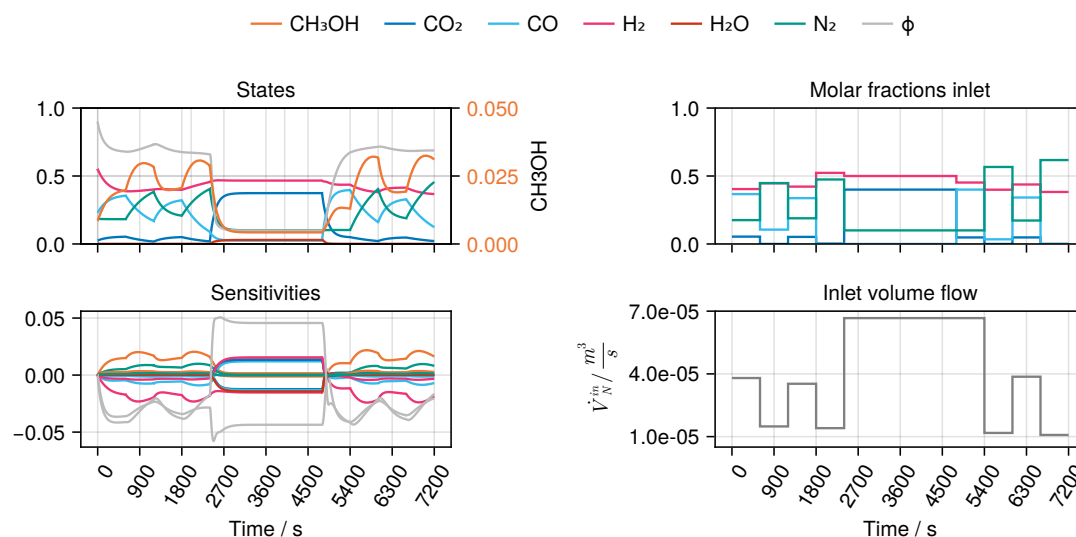 CH₃OH CO₂ CO H₂ H₂O N₂ ϕ
States
1.0
0.5
0.0
0.050
0.025
0.000
CH3OH
Molar fractions inlet
1.0
0.5
0.0
Sensitivities
0.05
0.00
−0.05
0 900 1800 2700 3600 4500 5400 6300 7200
Time / s
Inlet volume flow
7.0e-05
4.0e-05
1.0e-05
V̇ᵢₙ_N / m³/s
0 900 1800 2700 3600 4500 5400 6300 7200
Time / s